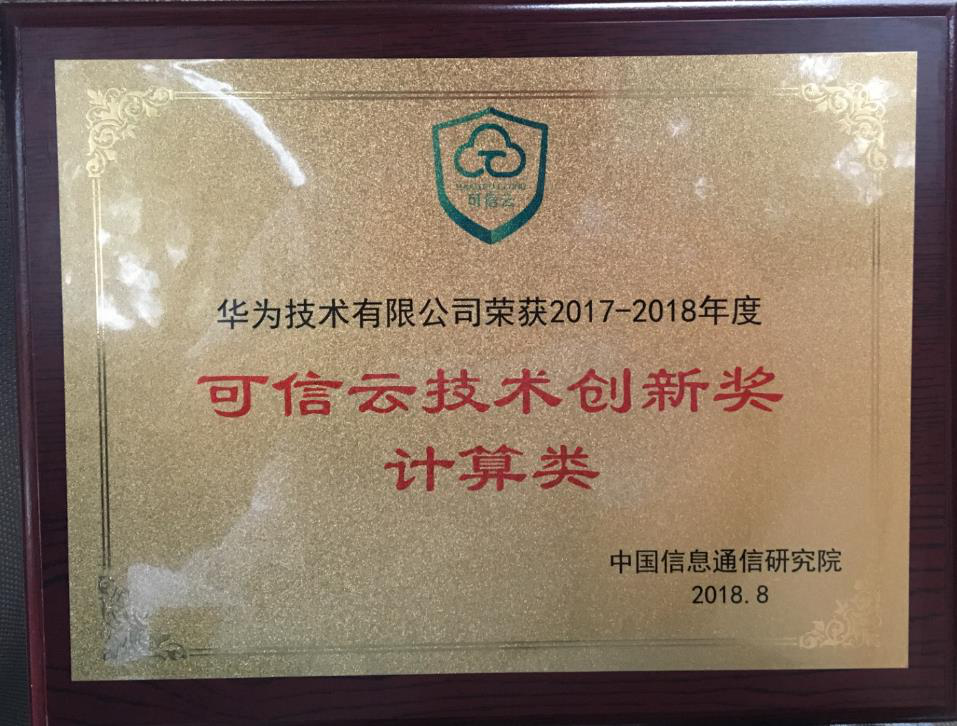 可信云
华为技术有限公司荣获2017-2018年度
可信云技术创新奖
计算类
中国信息通信研究院
2018.8